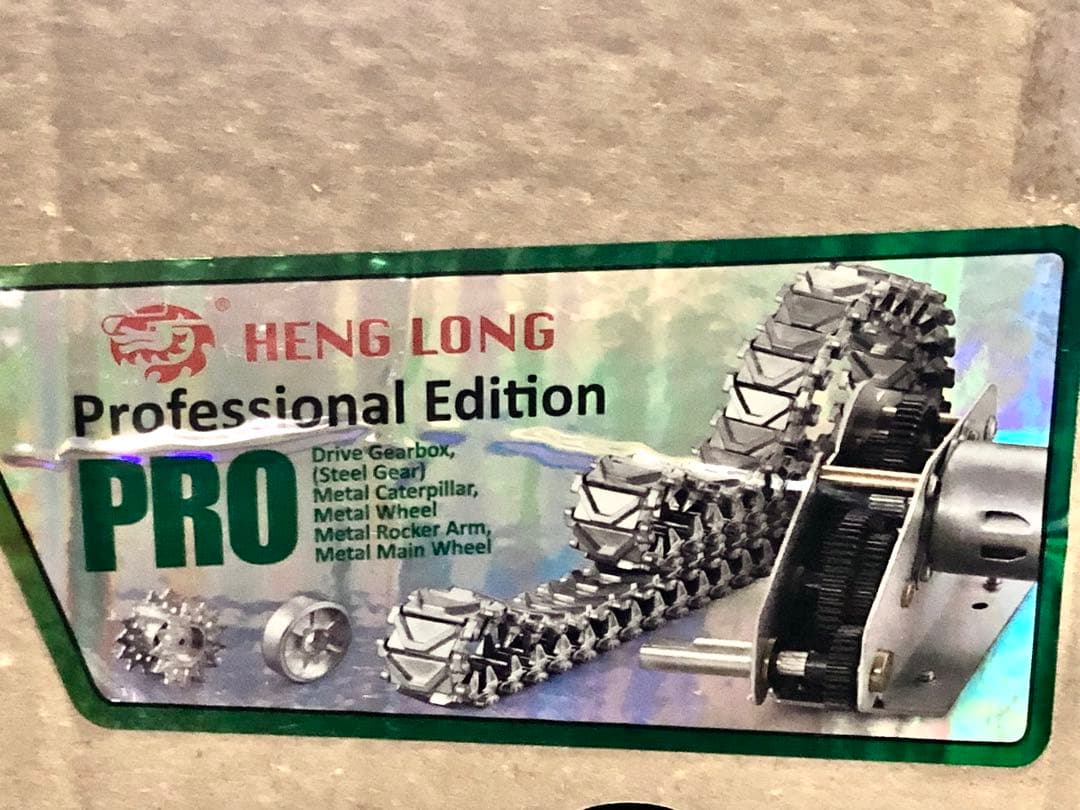 ® HENG LONG
Professional Edition
PRO
Drive Gearbox,
(Steel Gear)
Metal Caterpillar,
Metal Wheel
Metal Rocker Arm,
Metal Main Wheel